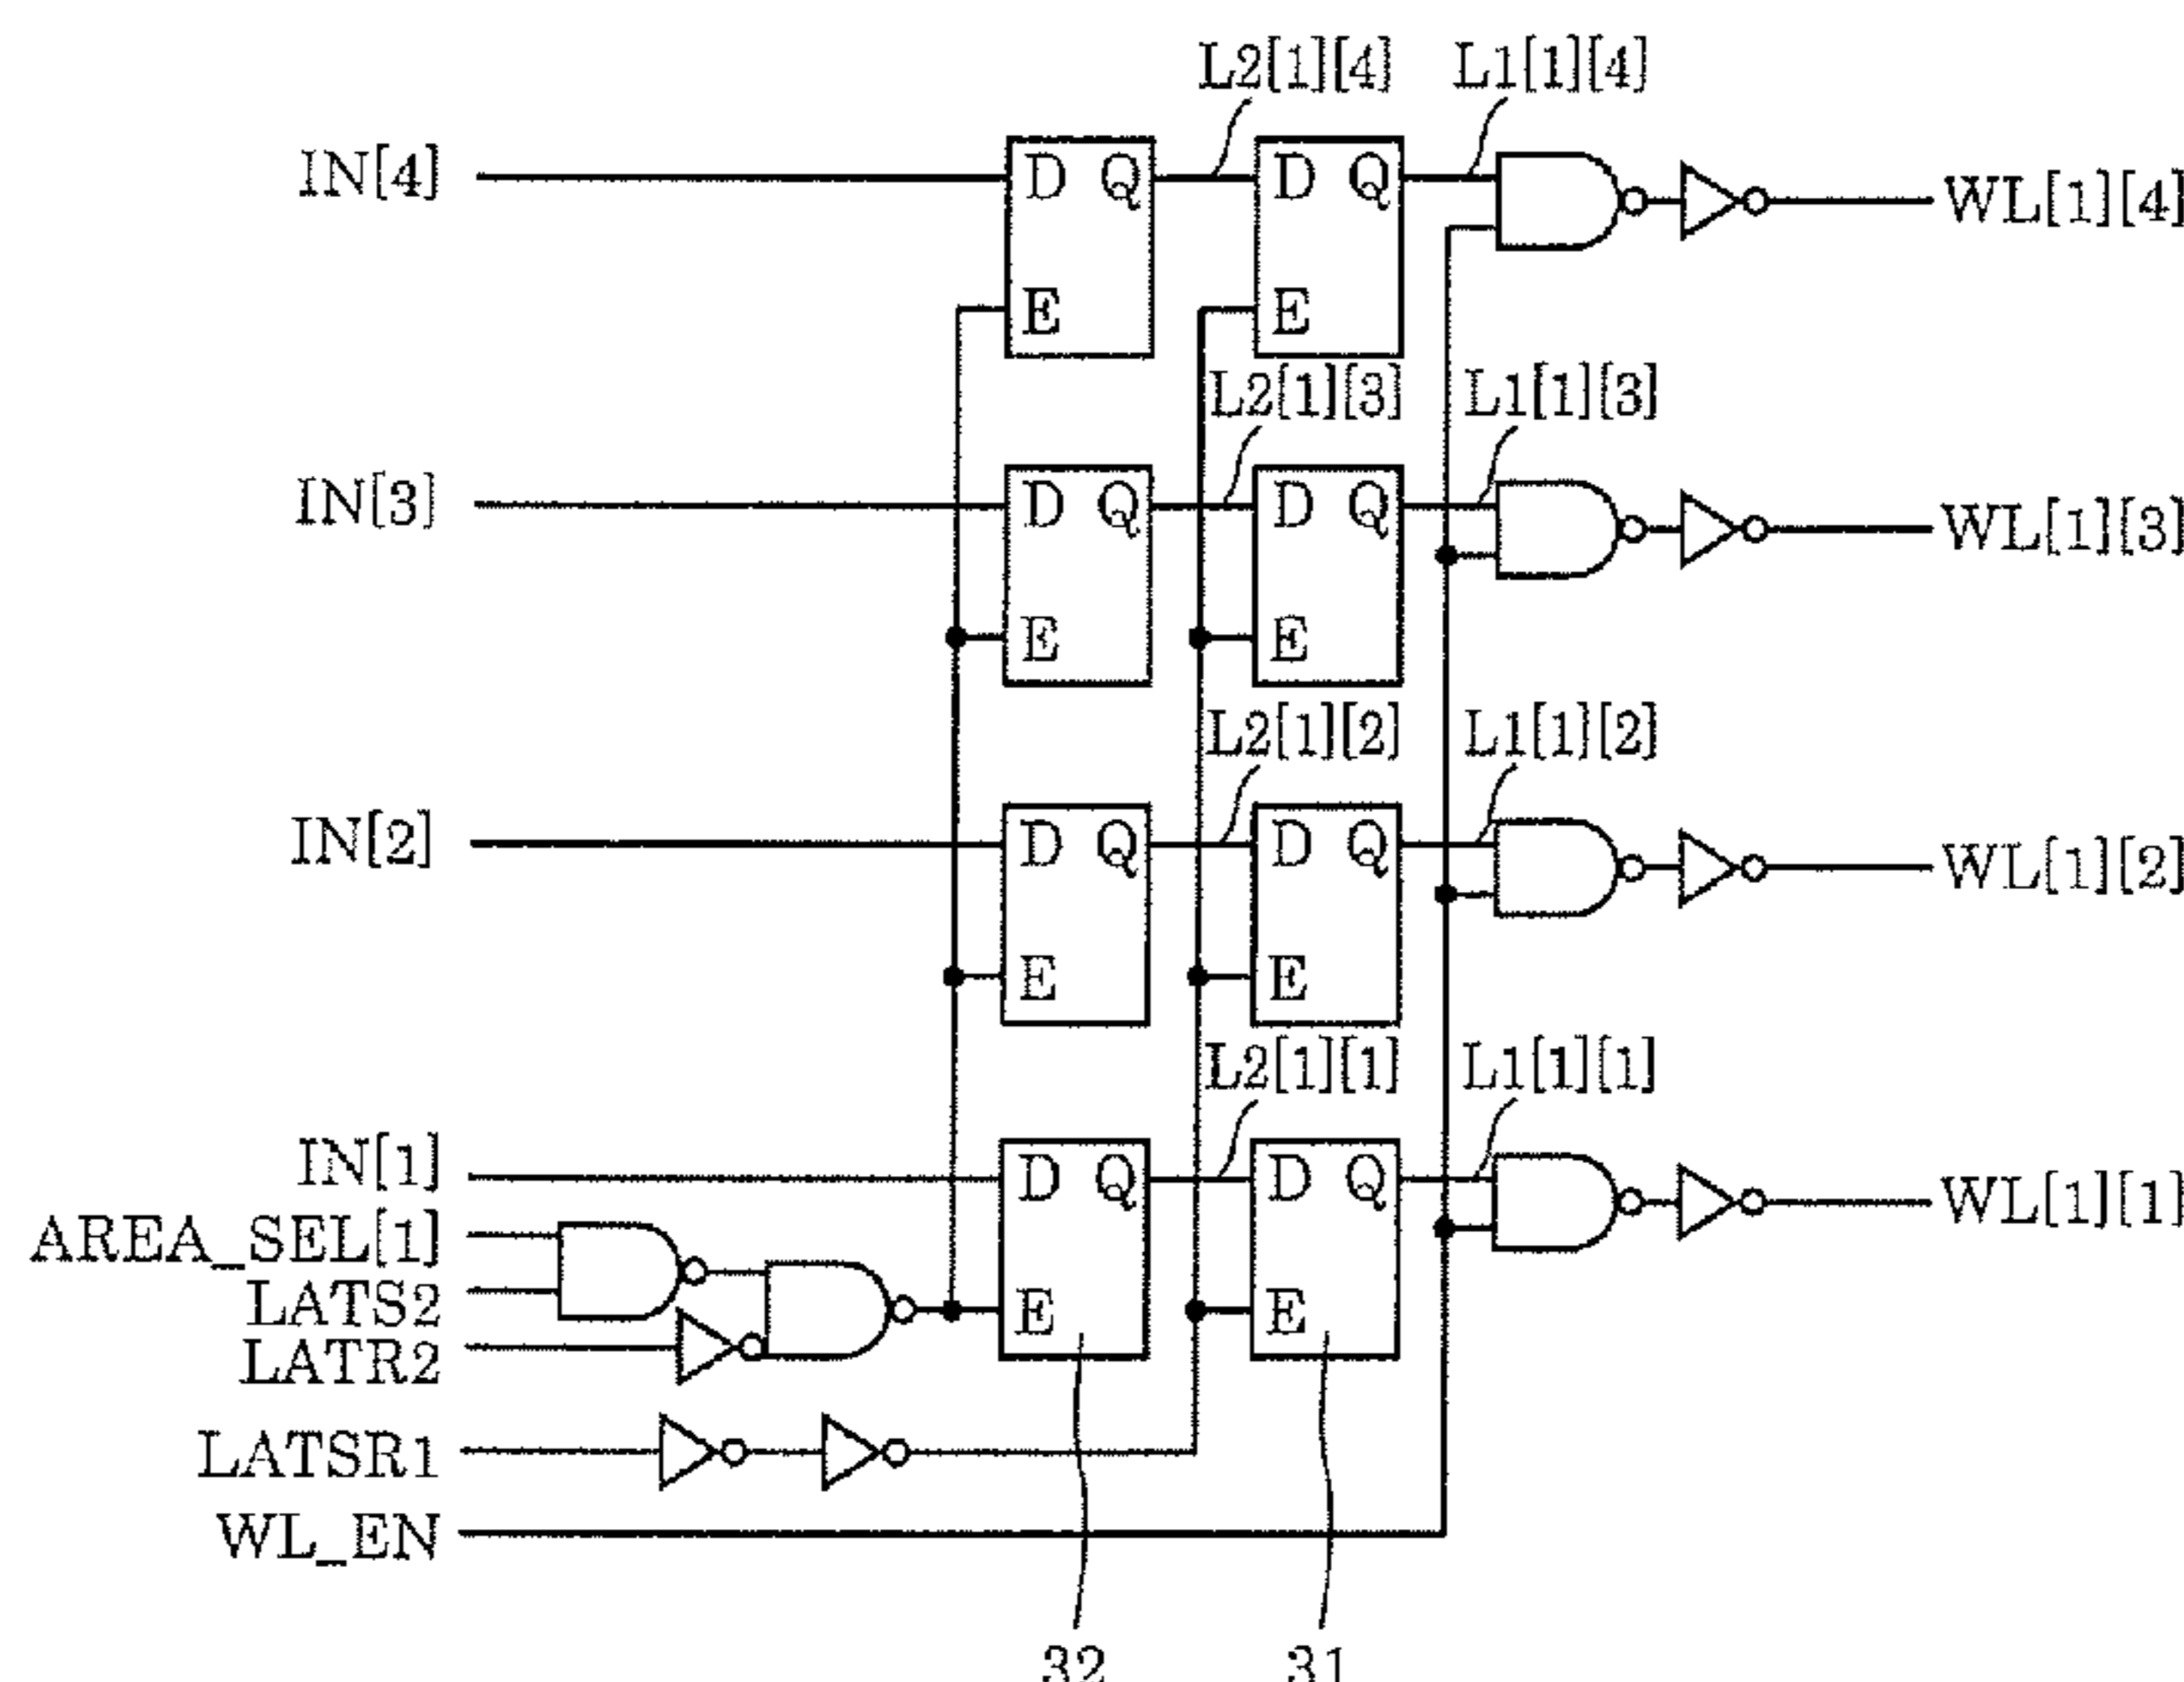 L2[1][4] L1[1][4]
IN[4] D Q D Q WL[1][4]
E E
L2[1][3] L1[1][3]
IN[3] D Q D Q WL[1][3]
E E
L2[1][2] L1[1][2]
IN[2] D Q D Q WL[1][2]
E E
L2[1][1] L1[1][1]
IN[1] D Q D Q WL[1][1]
AREA_SEL[1]
LATS2 E E
LATR2
LATSR1
WL_EN
32 31